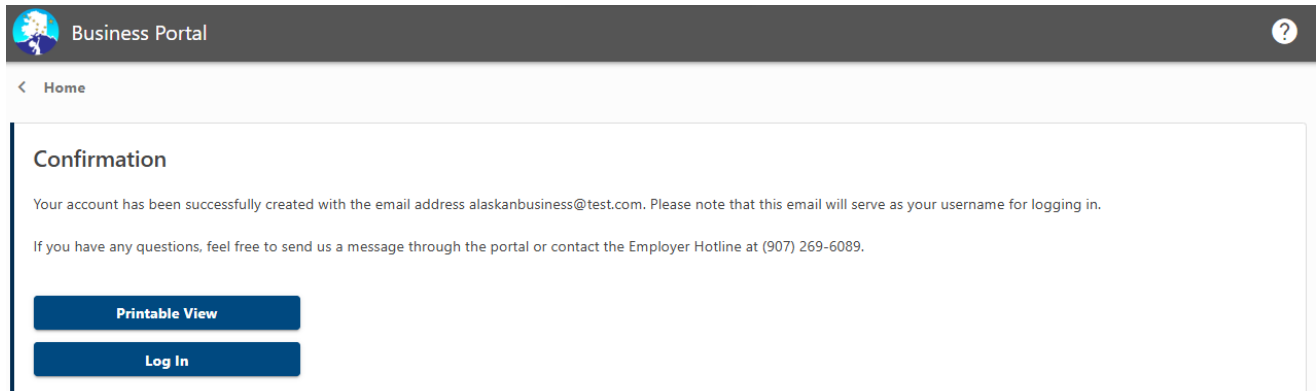 Business Portal
?
Home
Confirmation
Your account has been successfully created with the email address alaskanbusiness@test.com. Please note that this email will serve as your username for logging in.
If you have any questions, feel free to send us a message through the portal or contact the Employer Hotline at (907) 269-6089.
Printable View
Log In